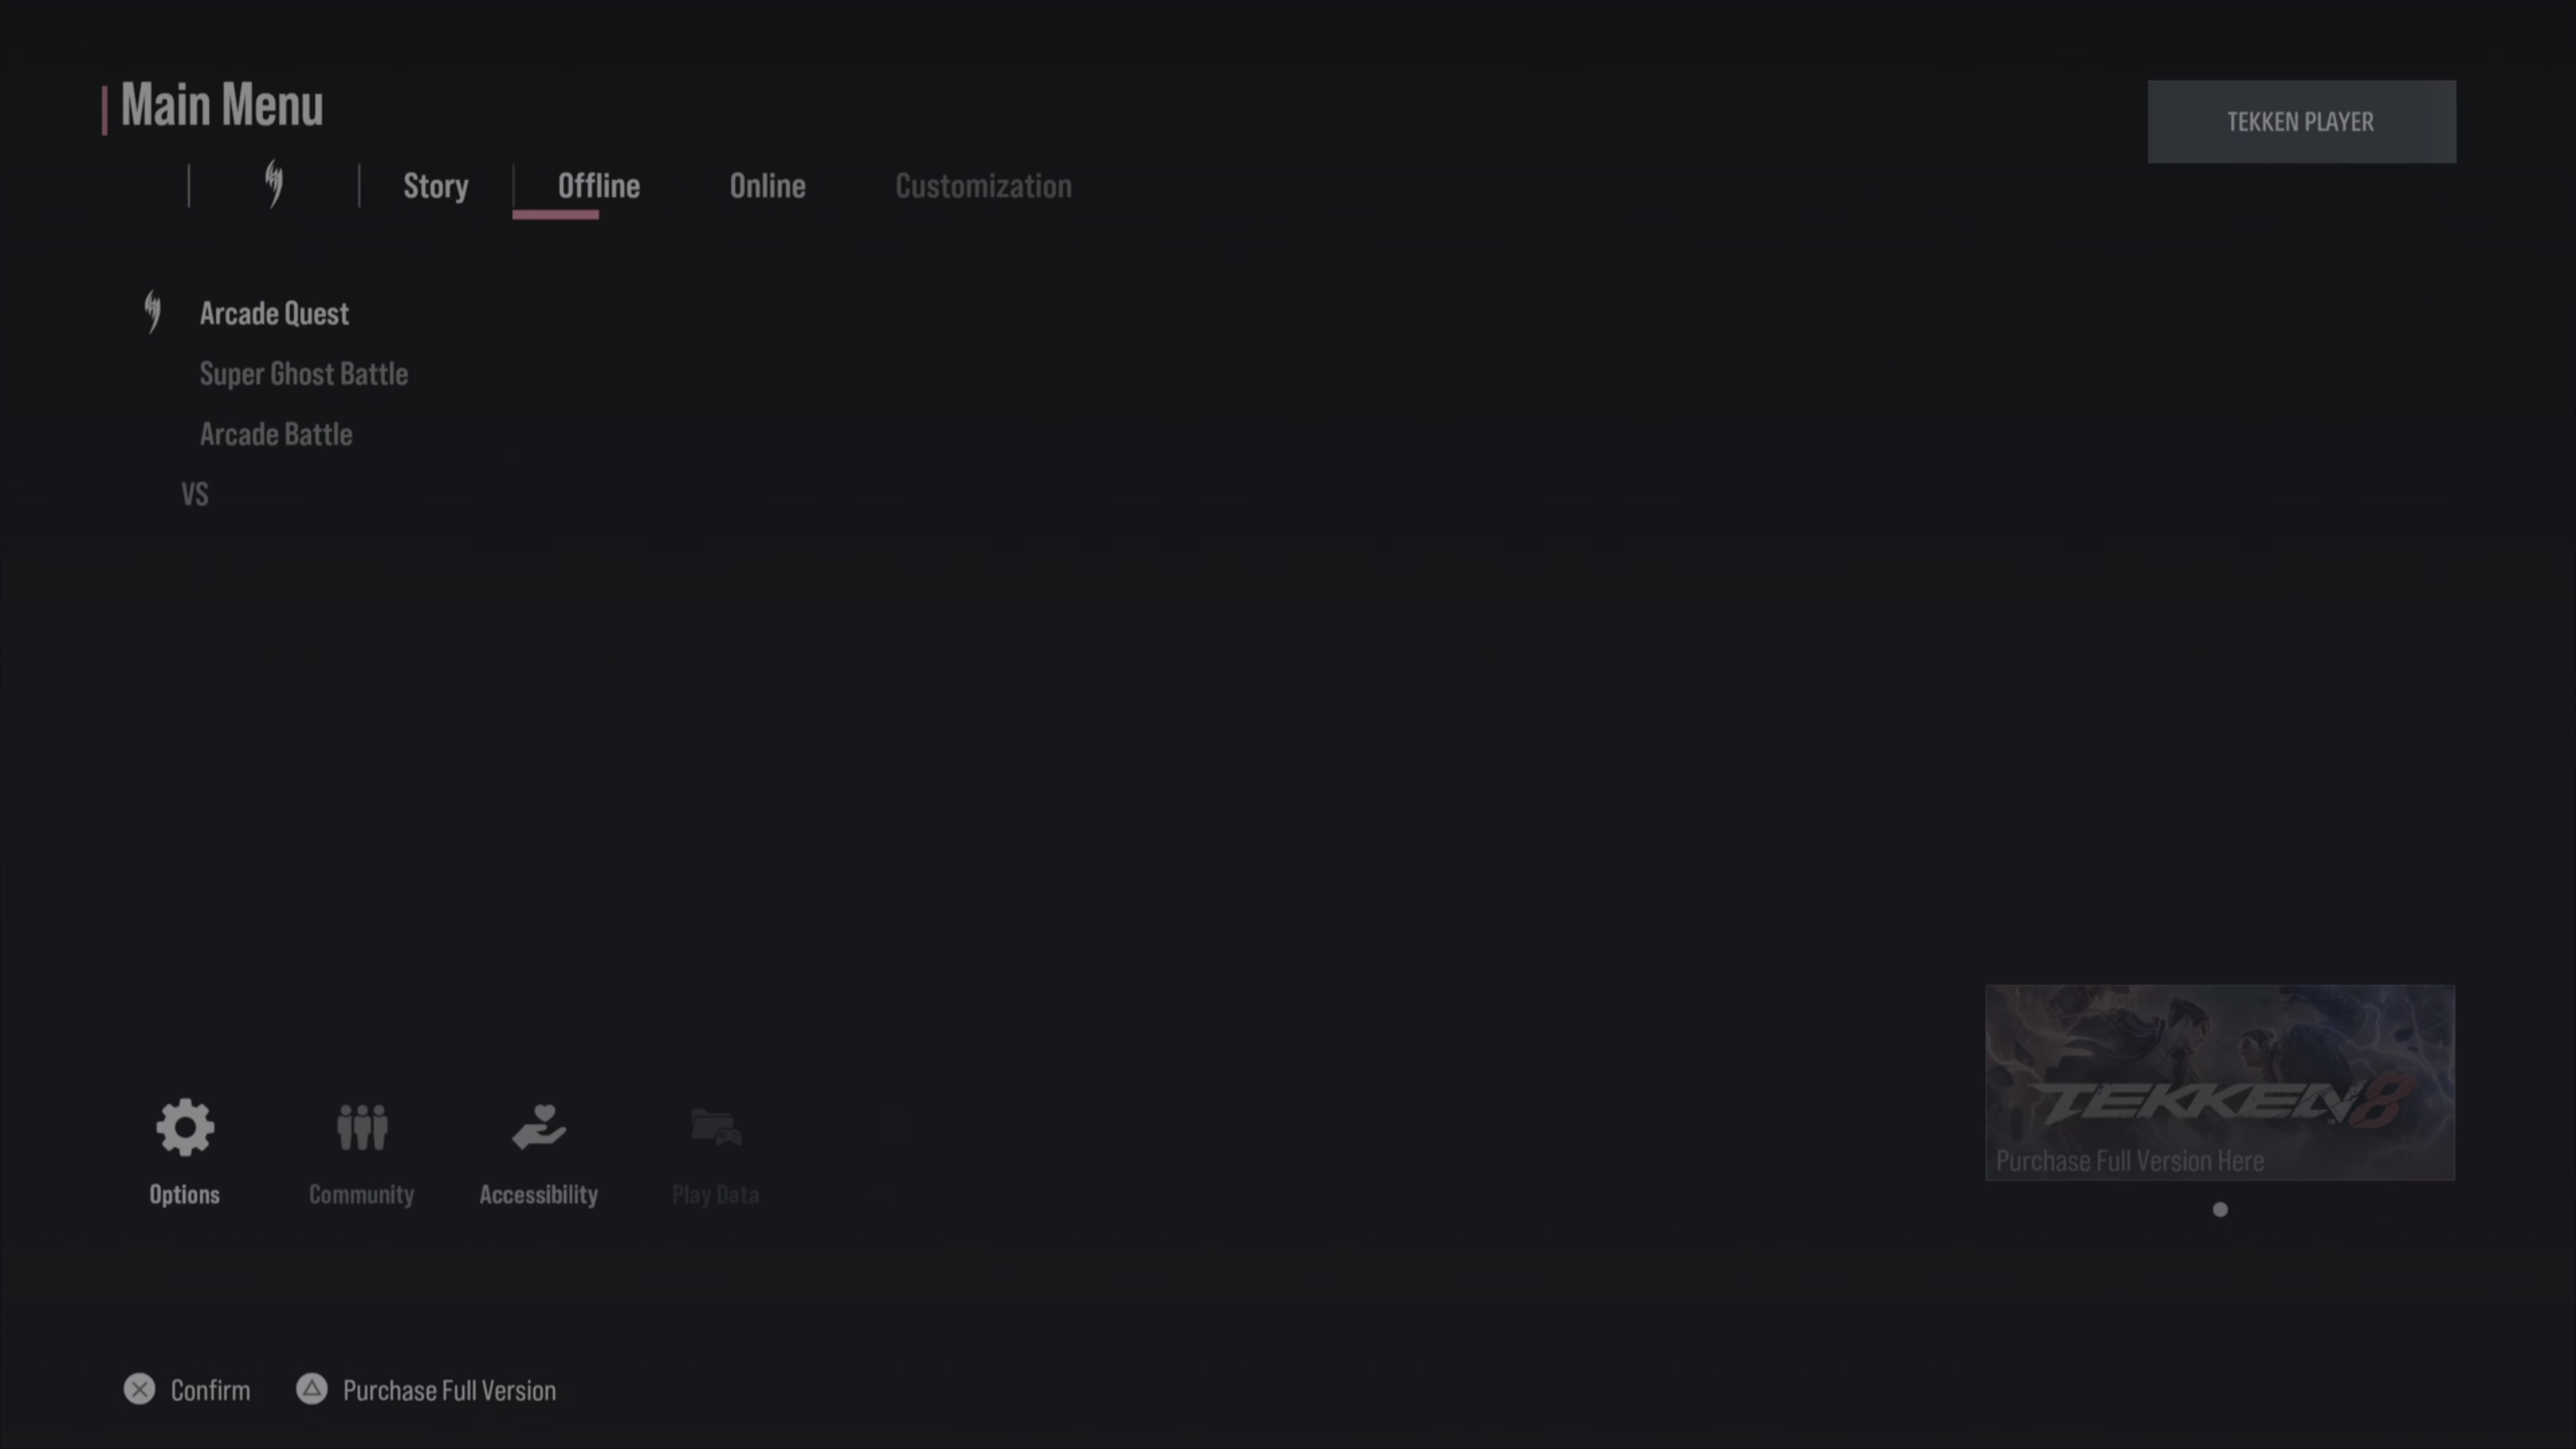 Main Menu
TEKKEN PLAYER
Story
Offline
Online
Customization
Arcade Quest
Super Ghost Battle
Arcade Battle
VS
TEKKEN 8
Purchase Full Version Here
Options
Community
Accessibility
Play Data
Confirm
Purchase Full Version